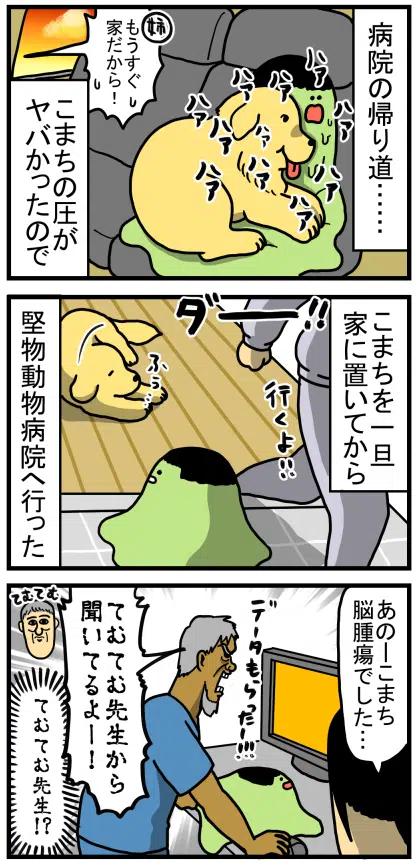 病院の帰り道……
ハァ
ハァ
ハァ
ハァ
ハァ
ハァ
ハァ
ハァ
ハァ
ハァ
姉
もうすぐ
家だから！
こまちの圧が
ヤバかったので
こまちを一旦
家に置いてから
ダーー!!
行くよ!!
ふぅ…
堅物動物病院へ行った
あのーこまち
脳腫瘍でした…
データもらったー!!!
てむてむ先生から
聞いてるよー！
てむてむ
てむてむ先生!?